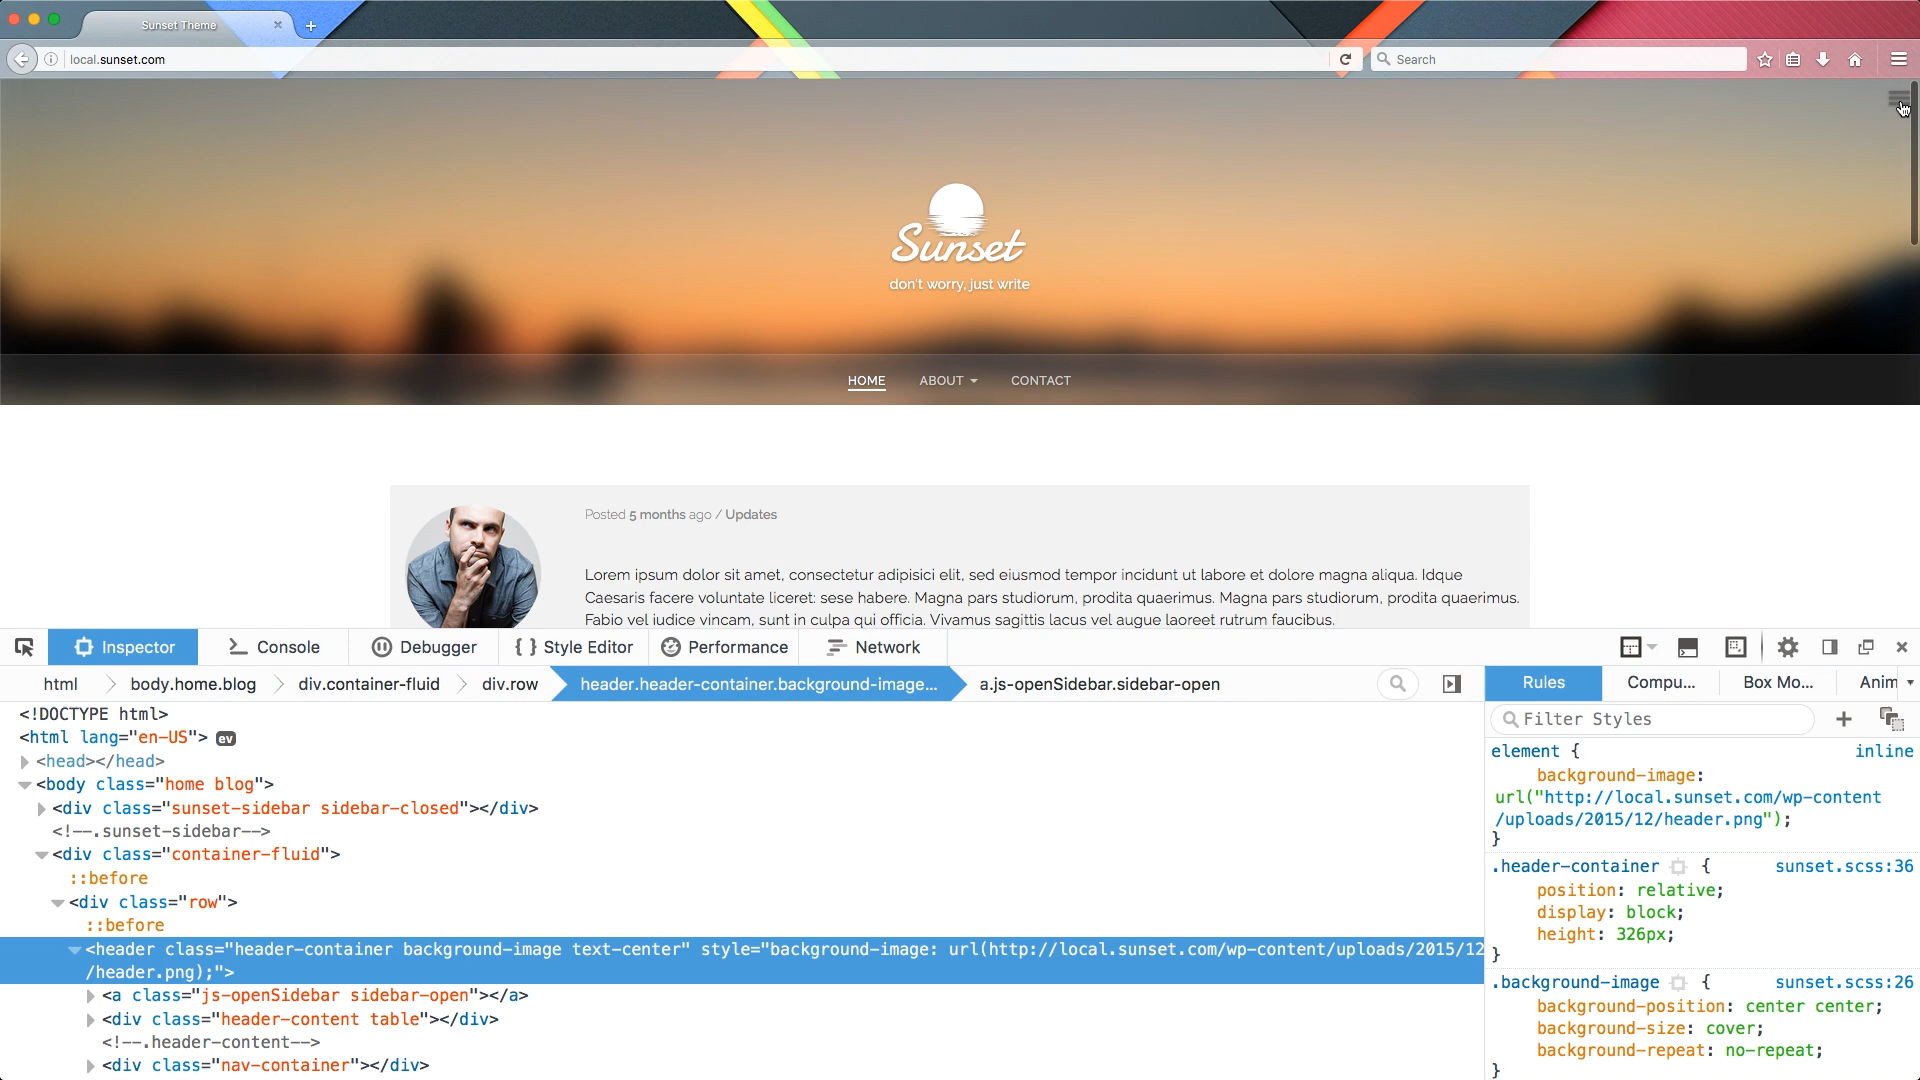 Sunset Theme
local.sunset.com
Search
Sunset
don't worry, just write
HOME ABOUT CONTACT
Posted 5 months ago / Updates
Lorem ipsum dolor sit amet, consectetur adipisici elit, sed eiusmod tempor incidunt ut labore et dolore magna aliqua. Idque
Caesaris facere voluntate liceret: sese habere. Magna pars studiorum, prodita quaerimus. Magna pars studiorum, prodita quaerimus.
Fabio vel iudice vincam, sunt in culpa qui officia. Vivamus sagittis lacus vel augue laoreet rutrum faucibus.
Inspector Console Debugger Style Editor Performance Network
html body.home.blog div.container-fluid div.row header.header-container.background-image... a.js-openSidebar.sidebar-open
<!DOCTYPE html>
<html lang="en-US"> ev
<head></head>
<body class="home blog">
<div class="sunset-sidebar sidebar-closed"></div>
<!--.sunset-sidebar-->
<div class="container-fluid">
::before
<div class="row">
::before
<header class="header-container background-image text-center" style="background-image: url(http://local.sunset.com/wp-content/uploads/2015/12
/header.png);">
<a class="js-openSidebar sidebar-open"></a>
<div class="header-content table"></div>
<!--.header-content-->
<div class="nav-container"></div>
Rules Compu... Box Mo... Anim
Filter Styles
element { inline
background-image:
url("http://local.sunset.com/wp-content
/uploads/2015/12/header.png");
}
.header-container { sunset.scss:36
position: relative;
display: block;
height: 326px;
}
.background-image { sunset.scss:26
background-position: center center;
background-size: cover;
background-repeat: no-repeat;
}